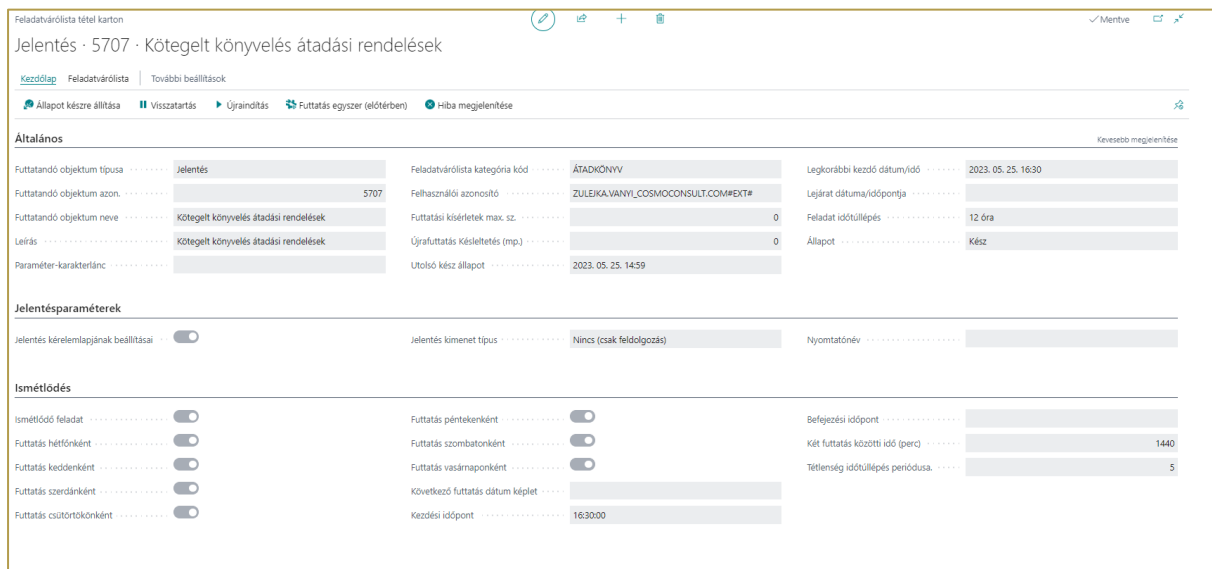 Feladatvárólista tétel karton
Mentve
Jelentés · 5707 · Kötegelt könyvelés átadási rendelések
Kezdőlap Feladatvárólista További beállítások
Állapot készre állítása Visszatartás Újraindítás Futtatás egyszer (előtérben) Hiba megjelenítése
Általános
Kevesebb megjelenítése
Futtatandó objektum típusa Jelentés
Futtatandó objektum azon. 5707
Futtatandó objektum neve Kötegelt könyvelés átadási rendelések
Leírás Kötegelt könyvelés átadási rendelések
Paraméter-karakterlánc
Feladatvárólista kategória kód ÁTADKÖNYV
Felhasználói azonosító ZULEJKA.VANYI_COSMOCONSULT.COM#EXT#
Futtatási kísérletek max. sz. 0
Újrafuttatás Késleltetés (mp.) 0
Utolsó kész állapot 2023. 05. 25. 14:59
Legkorábbi kezdő dátum/idő 2023. 05. 25. 16:30
Lejárat dátuma/időpontja
Feladat időtúllépés 12 óra
Állapot Kész
Jelentésparaméterek
Jelentés kérelemlapjának beállításai
Jelentés kimenet típus Nincs (csak feldolgozás)
Nyomtatónév
Ismétlődés
Ismétlődő feladat
Futtatás hétfőnként
Futtatás keddenként
Futtatás szerdánként
Futtatás csütörtökönként
Futtatás péntekenként
Futtatás szombatonként
Futtatás vasárnaponként
Következő futtatás dátum képlet
Kezdési időpont 16:30:00
Befejezési időpont
Két futtatás közötti idő (perc) 1440
Tétlenség időtúllépés periódusa. 5